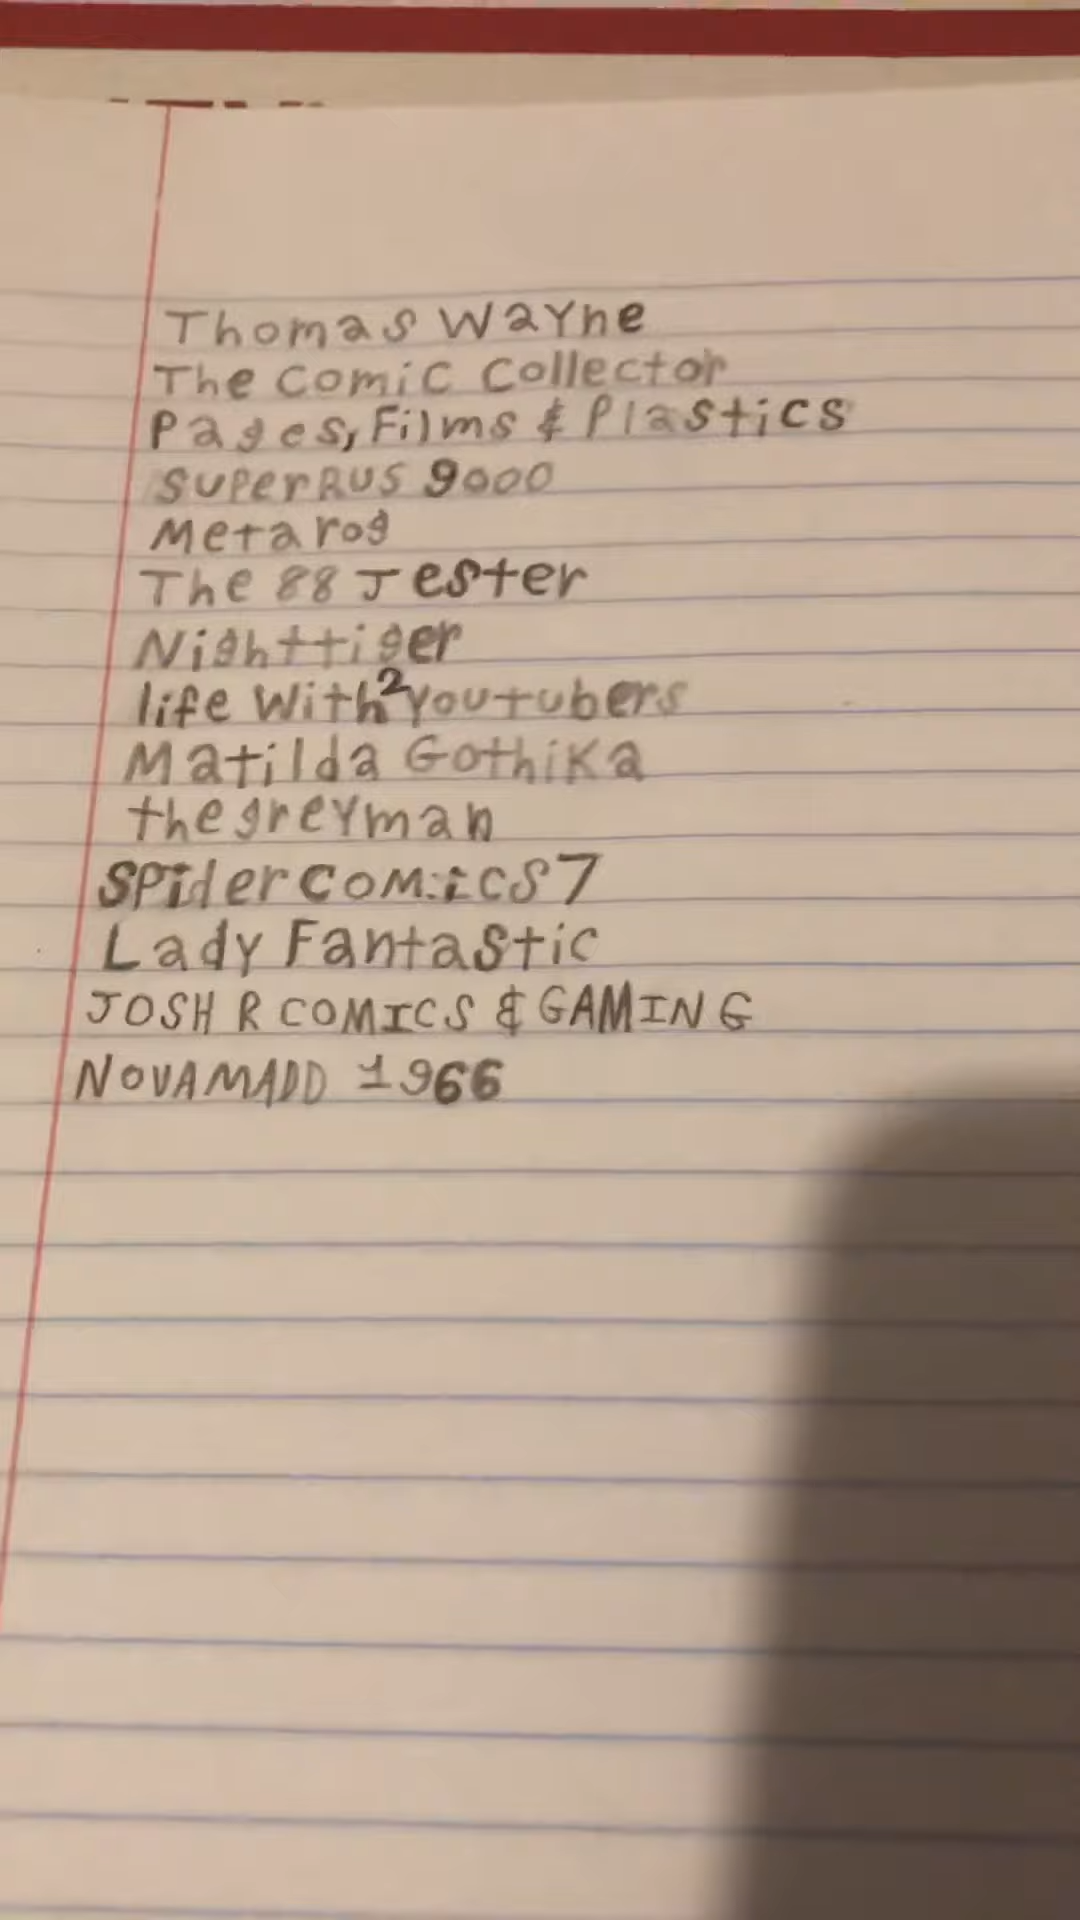 Thomas Wayne
The Comic Collector
Pages, Films & Plastics
SuperRUS 9000
Metarog
The 88 Jester
Nighttiger
life With 2 Youtubers
Matilda Gothika
thegreyman
Spidercomics7
Lady Fantastic
JOSH R COMICS & GAMING
NOVAMADD 1966